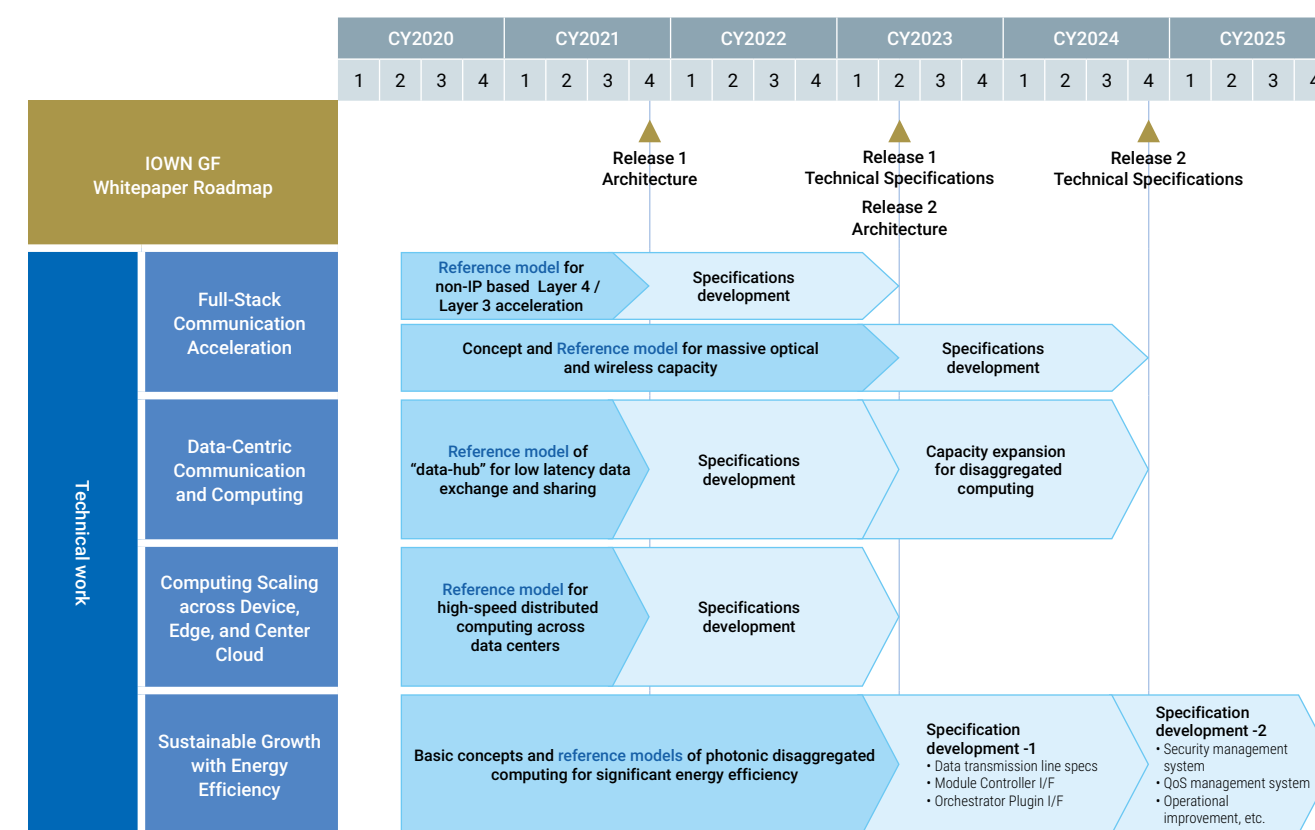 CY2020 CY2021 CY2022 CY2023 CY2024 CY2025
1 2 3 4 1 2 3 4 1 2 3 4 1 2 3 4 1 2 3 4 1 2 3 4
IOWN GF
Whitepaper Roadmap
Release 1
Architecture
Release 1
Technical Specifications
Release 2
Architecture
Release 2
Technical Specifications
Technical work
Full-Stack
Communication
Acceleration
Reference model for
non-IP based Layer 4 /
Layer 3 acceleration
Specifications
development
Concept and Reference model for massive optical
and wireless capacity
Specifications
development
Data-Centric
Communication
and Computing
Reference model of
“data-hub” for low latency data
exchange and sharing
Specifications
development
Capacity expansion
for disaggregated
computing
Computing Scaling
across Device,
Edge, and Center
Cloud
Reference model for
high-speed distributed
computing across
data centers
Specifications
development
Sustainable Growth
with Energy
Efficiency
Basic concepts and reference models of photonic disaggregated
computing for significant energy efficiency
Specification
development -1
• Data transmission line specs
• Module Controller I/F
• Orchestrator Plugin I/F
Specification
development -2
• Security management
system
• QoS management system
• Operational
improvement, etc.